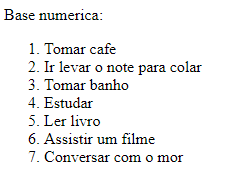 Base numerica:
1. Tomar cafe
2. Ir levar o note para colar
3. Tomar banho
4. Estudar
5. Ler livro
6. Assistir um filme
7. Conversar com o mor